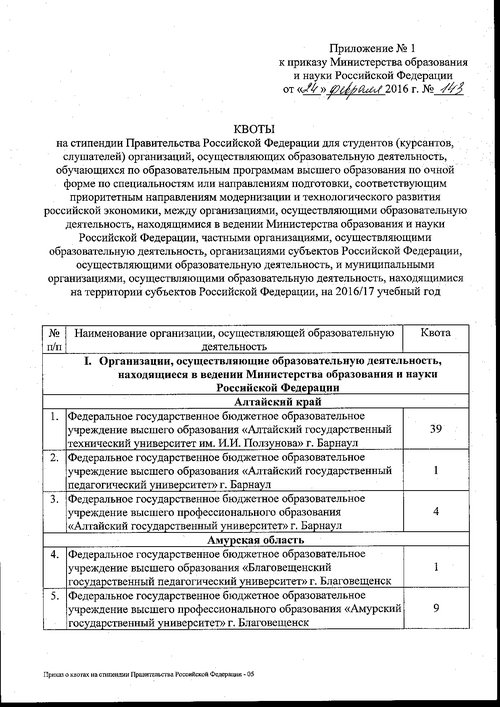 Приложение № 1
к приказу Министерства образования
и науки Российской Федерации
от «24» февраля 2016 г. № 143
КВОТЫ
на стипендии Правительства Российской Федерации для студентов (курсантов,
слушателей) организаций, осуществляющих образовательную деятельность,
обучающихся по образовательным программам высшего образования по очной
форме по специальностям или направлениям подготовки, соответствующим
приоритетным направлениям модернизации и технологического развития
российской экономики, между организациями, осуществляющими образовательную
деятельность, находящимися в ведении Министерства образования и науки
Российской Федерации, частными организациями, осуществляющими
образовательную деятельность, организациями субъектов Российской Федерации,
осуществляющими образовательную деятельность, и муниципальными
организациями, осуществляющими образовательную деятельность, находящимися
на территории субъектов Российской Федерации, на 2016/17 учебный год
№ Наименование организации, осуществляющей образовательную Квота
п/п деятельность
I. Организации, осуществляющие образовательную деятельность,
находящиеся в ведении Министерства образования и науки
Российской Федерации
Алтайский край
1. Федеральное государственное бюджетное образовательное
учреждение высшего образования «Алтайский государственный 39
технический университет им. И.И. Ползунова» г. Барнаул
2. Федеральное государственное бюджетное образовательное
учреждение высшего образования «Алтайский государственный 1
педагогический университет» г. Барнаул
3. Федеральное государственное бюджетное образовательное
учреждение высшего профессионального образования 4
«Алтайский государственный университет» г. Барнаул
Амурская область
4. Федеральное государственное бюджетное образовательное
учреждение высшего образования «Благовещенский 1
государственный педагогический университет» г. Благовещенск
5. Федеральное государственное бюджетное образовательное
учреждение высшего профессионального образования «Амурский 9
государственный университет» г. Благовещенск
Приказ о квотах на стипендии Правительства Российской Федерации - 05